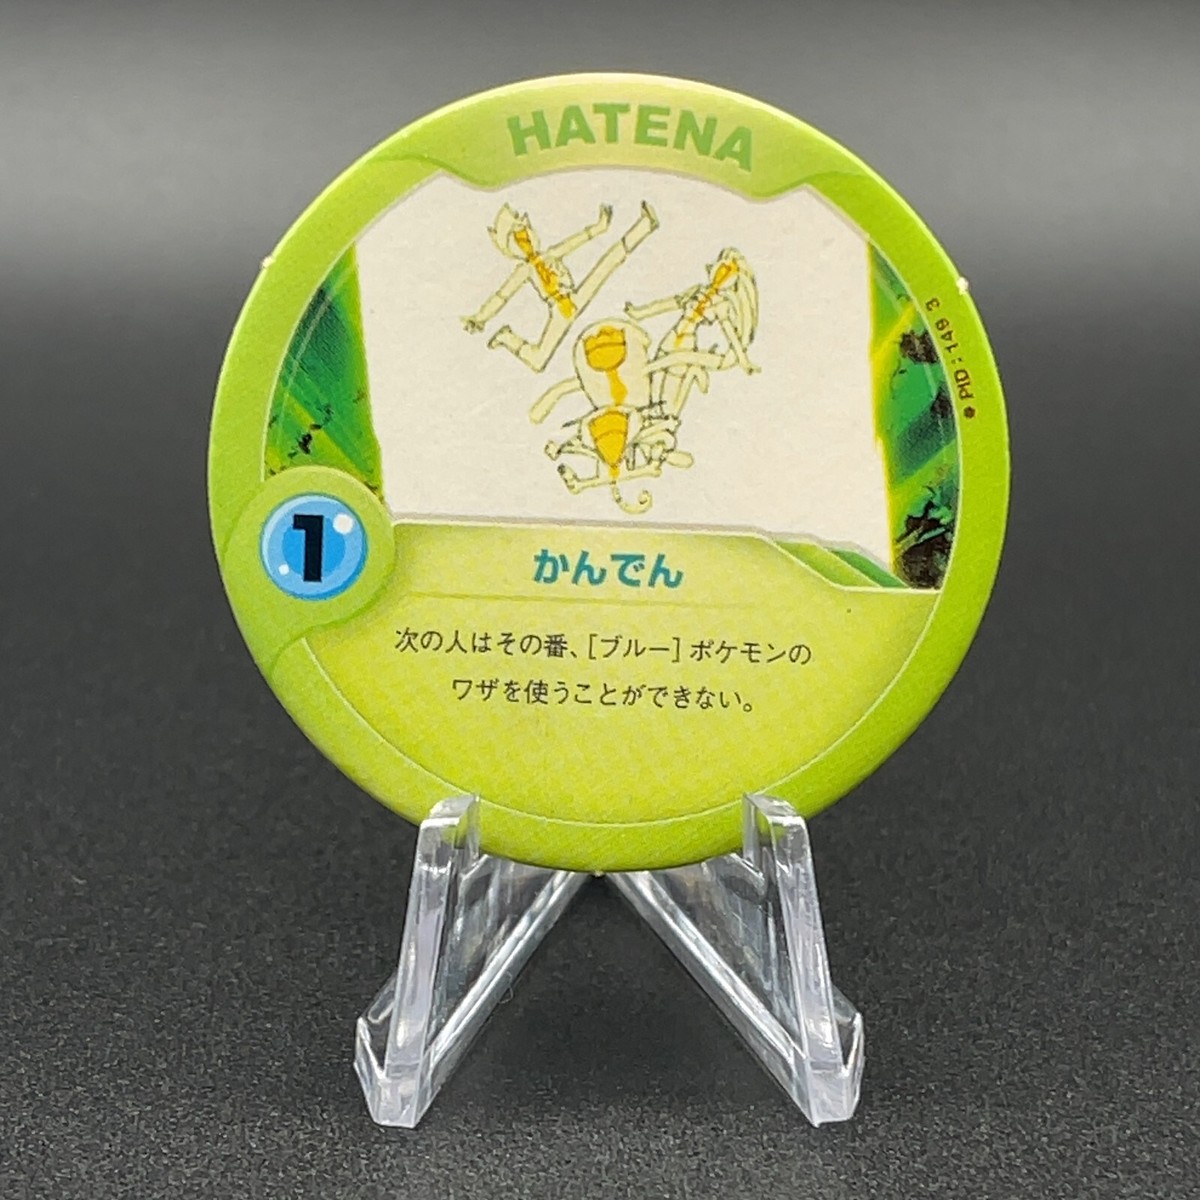 HATENA
●PID : 149 3
1
かんでん
次の人はその番、[ブルー]ポケモンの
ワザを使うことができない。